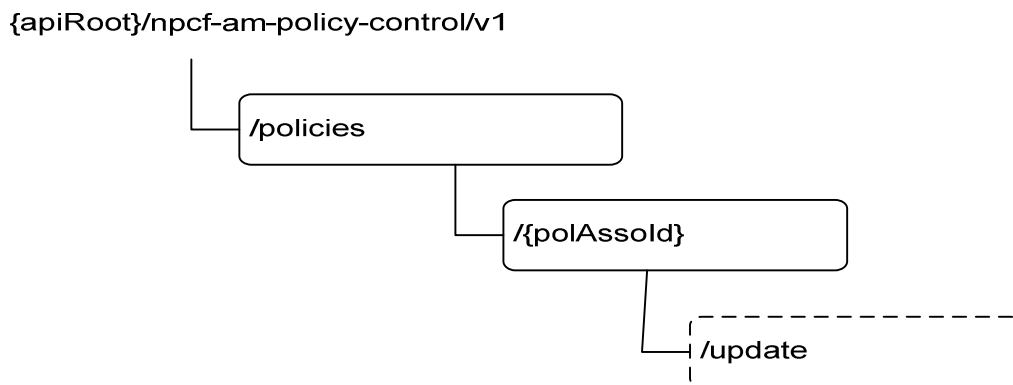 {apiRoot}/npcf-am-policy-control/v1
/policies
/{polAssoId}
/update